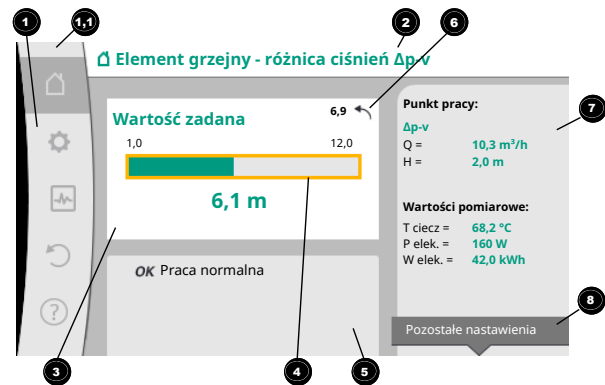 1
1,1
2
6
Element grzejny - różnica ciśnień Δp-v
Wartość zadana
6,9
1,0
12,0
6,1 m
OK Praca normalna
Punkt pracy:
Δp-v
Q = 10,3 m³/h
H = 2,0 m
Wartości pomiarowe:
T ciecz = 68,2 °C
P elek. = 160 W
W elek. = 42,0 kWh
Pozostałe nastawienia
7
8
3
4
5